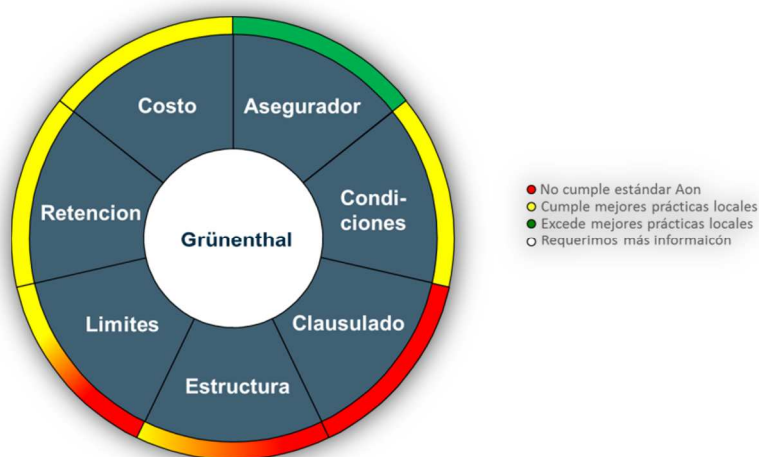 Costo
Asegurador
Retencion
Condi-
ciones
Grünenthal
Limites
Clausulado
Estructura
No cumple estándar Aon
Cumple mejores prácticas locales
Excede mejores prácticas locales
Requerimos más informaicón